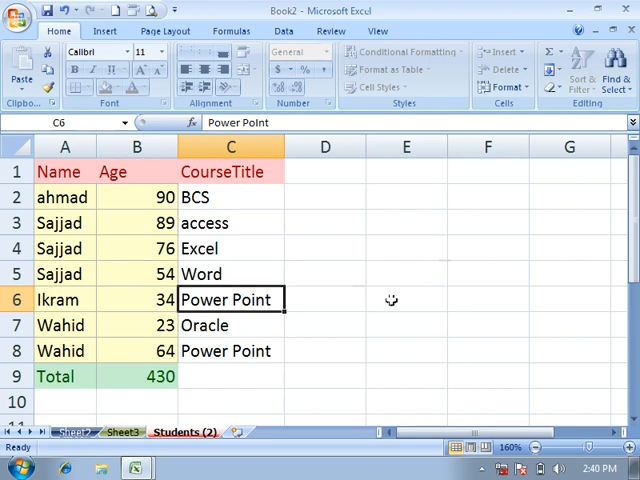 Book2 - Microsoft Excel
Home Insert Page Layout Formulas Data Review View
Paste
Calibri 11
B I U A A
General
$ % ,
Conditional Formatting
Format as Table
Cell Styles
Insert
Delete
Format
Σ
Sort & Filter
Find & Select
Clipboard Font Alignment Number Styles Cells Editing
C6 fx Power Point
A B C D E F G
1 Name Age CourseTitle
2 ahmad 90 BCS
3 Sajjad 89 access
4 Sajjad 76 Excel
5 Sajjad 54 Word
6 Ikram 34 Power Point
7 Wahid 23 Oracle
8 Wahid 64 Power Point
9 Total 430
10
11
Sheet2 Sheet3 Students (2)
Ready 160%
2:40 PM